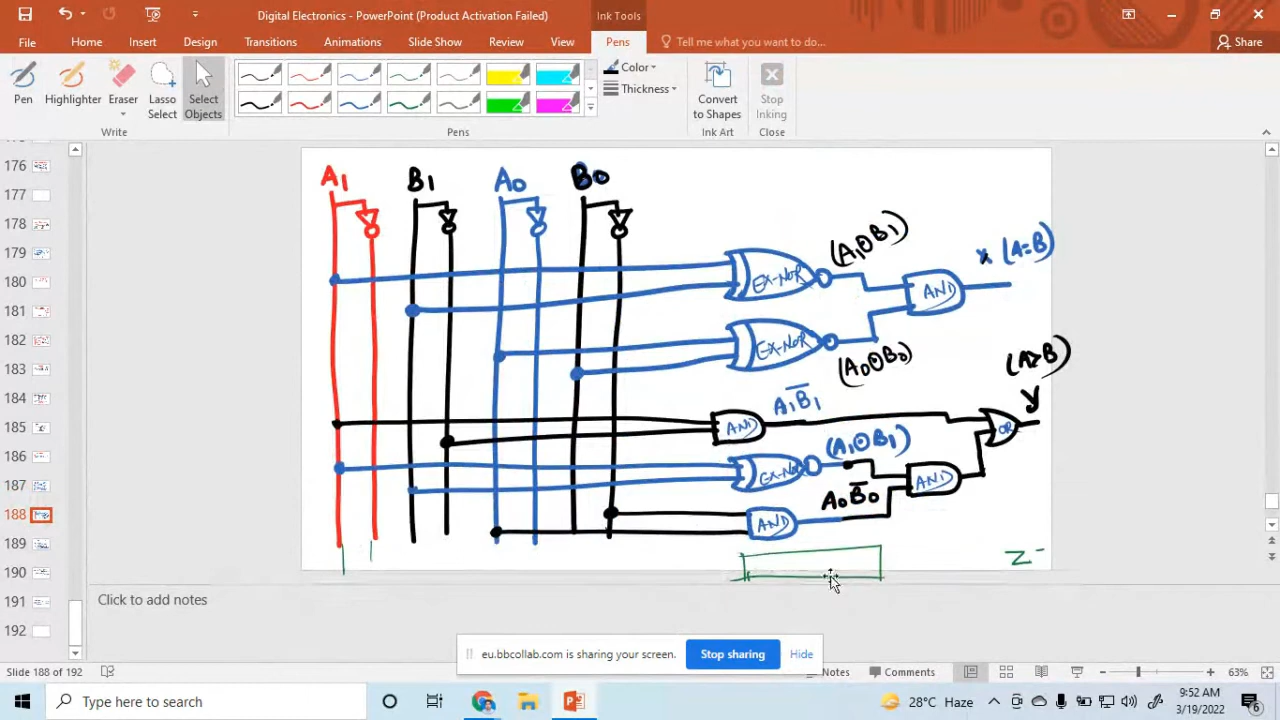 Digital Electronics - PowerPoint (Product Activation Failed)
Ink Tools
File Home Insert Design Transitions Animations Slide Show Review View Pens Tell me what you want to do... Share
Pen Highlighter Eraser Lasso Select Select Objects
Color
Thickness
Convert to Shapes
Stop Inking
Write
Pens
Ink Art
Close
176
177
178
179
180
181
182
183
184
185
186
187
188
189
190
191
192
A1 B1 A0 B0
(A1⊙B1)
x (A=B)
EX-NOR
AND
EX-NOR
(A0⊙B0)
(A>B)
y
A1B̅1
AND
OR
(A1⊙B1)
EX-NOR
AND
A0B̅0
AND
Z
Click to add notes
eu.bbcollab.com is sharing your screen. Stop sharing Hide
Slide 188 of 192
Notes Comments 63%
Type here to search
28°C Haze
9:52 AM
3/19/2022
6